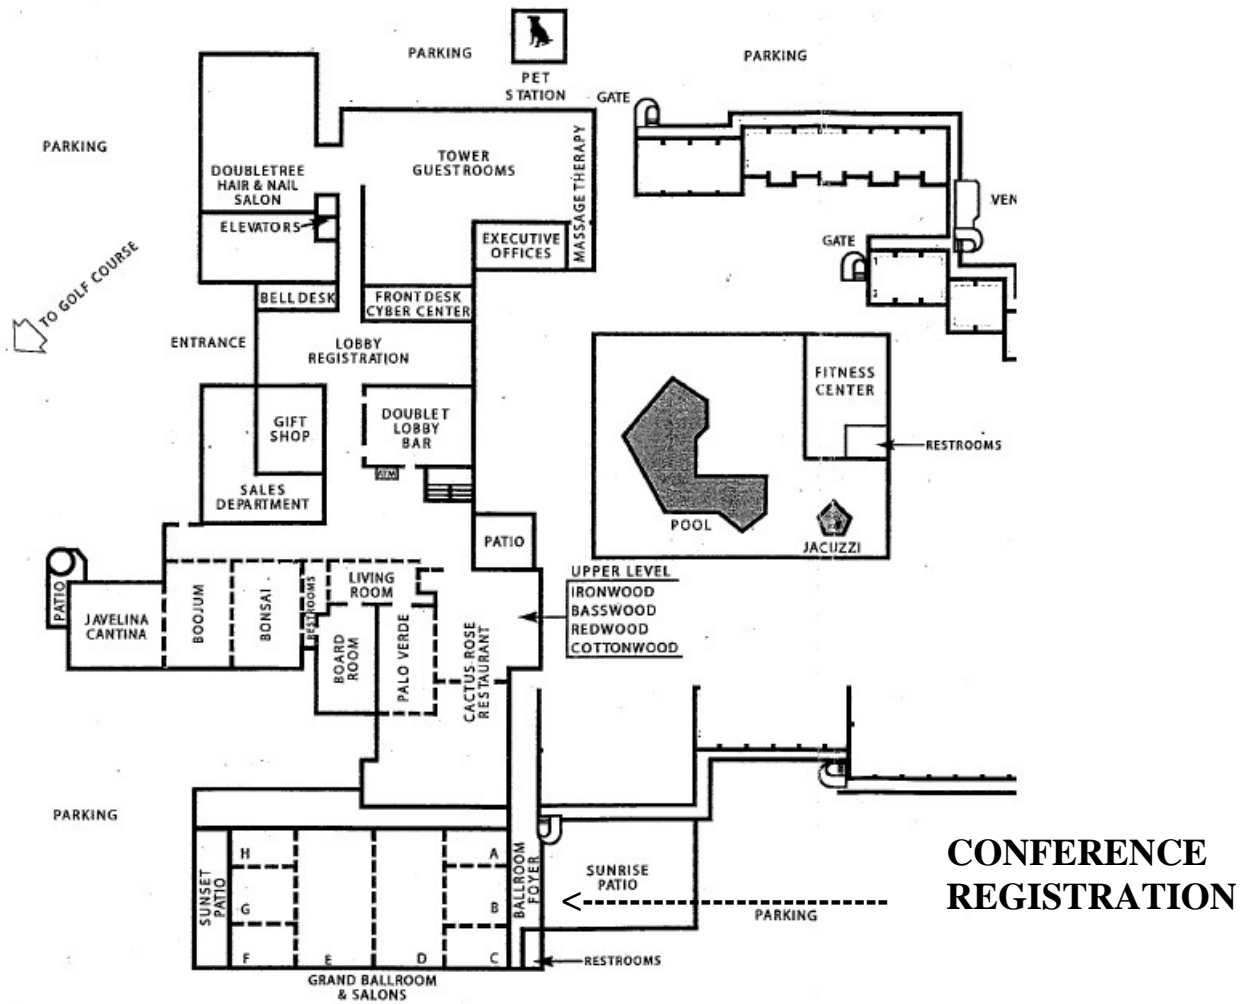 PARKING
PET
STATION
GATE
PARKING
PARKING
MASSAGE THERAPY
TOWER
GUESTROOMS
DOUBLETREE
HAIR & NAIL
SALON
ELEVATORS
EXECUTIVE
OFFICES
VEN
GATE
TO GOLF COURSE
BELL DESK
FRONT DESK
CYBER CENTER
ENTRANCE
LOBBY
REGISTRATION
FITNESS
CENTER
GIFT
SHOP
DOUBLET
LOBBY
BAR
ATM
RESTROOMS
SALES
DEPARTMENT
POOL
JACUZZI
PATIO
UPPER LEVEL
IRONWOOD
BASSWOOD
REDWOOD
COTTONWOOD
PATIO
JAVELINA
CANTINA
BOOJUM
BONSAI
RESTROOMS
LIVING
ROOM
BOARD
ROOM
PALO VERDE
CACTUS-ROSE
RESTAURANT
PARKING
CONFERENCE
REGISTRATION
SUNSET
PATIO
H
G
F
E
D
A
B
C
BALLROOM
FOYER
SUNRISE
PATIO
PARKING
RESTROOMS
GRAND BALLROOM
& SALONS